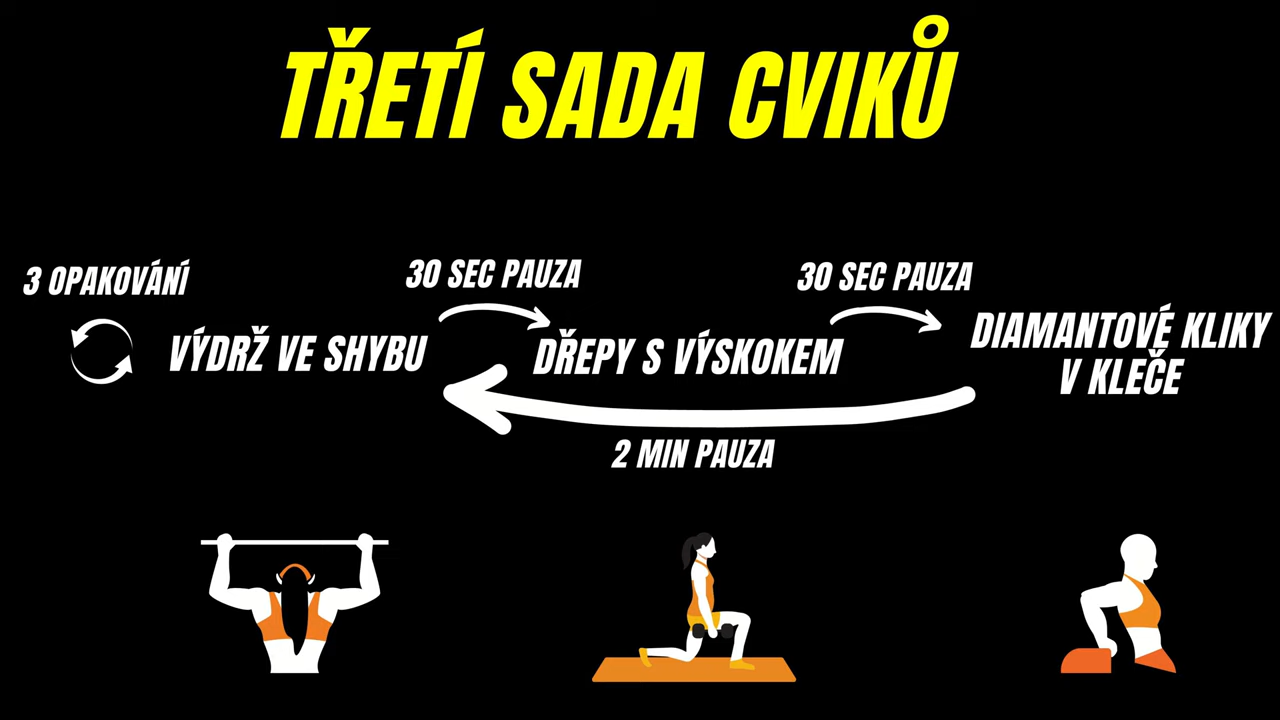 TŘETÍ SADA CVIKŮ
3 OPAKOVÁNÍ
30 SEC PAUZA
30 SEC PAUZA
VÝDRŽ VE SHYBU
DŘEPY S VÝSKOKEM
DIAMANTOVÉ KLIKY
V KLEČE
2 MIN PAUZA